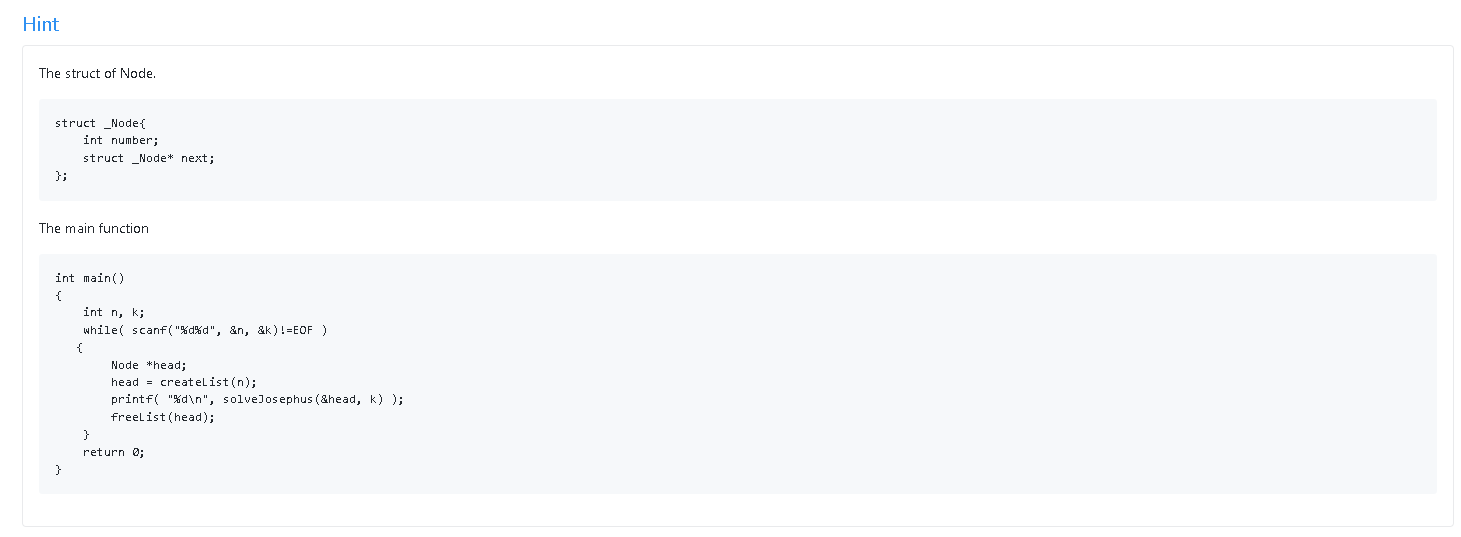 Hint
The struct of Node.
struct _Node{
    int number;
    struct _Node* next;
};
The main function
int main()
{
    int n, k;
    while( scanf("%d%d", &n, &k)!=EOF )
   {
        Node *head;
        head = createList(n);
        printf( "%d\n", solveJosephus(&head, k) );
        freeList(head);
    }
    return 0;
}